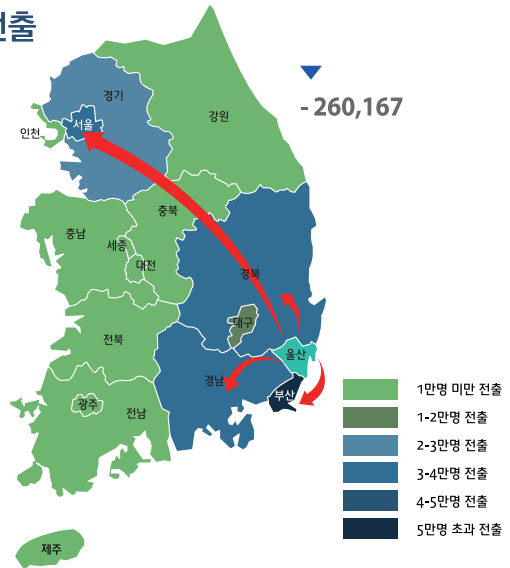 전출
- 260,167
경기
강원
서울
인천
충북
충남
세종
대전
경북
대구
전북
울산
경남
부산
광주
전남
제주
1만명 미만 전출
1-2만명 전출
2-3만명 전출
3-4만명 전출
4-5만명 전출
5만명 초과 전출